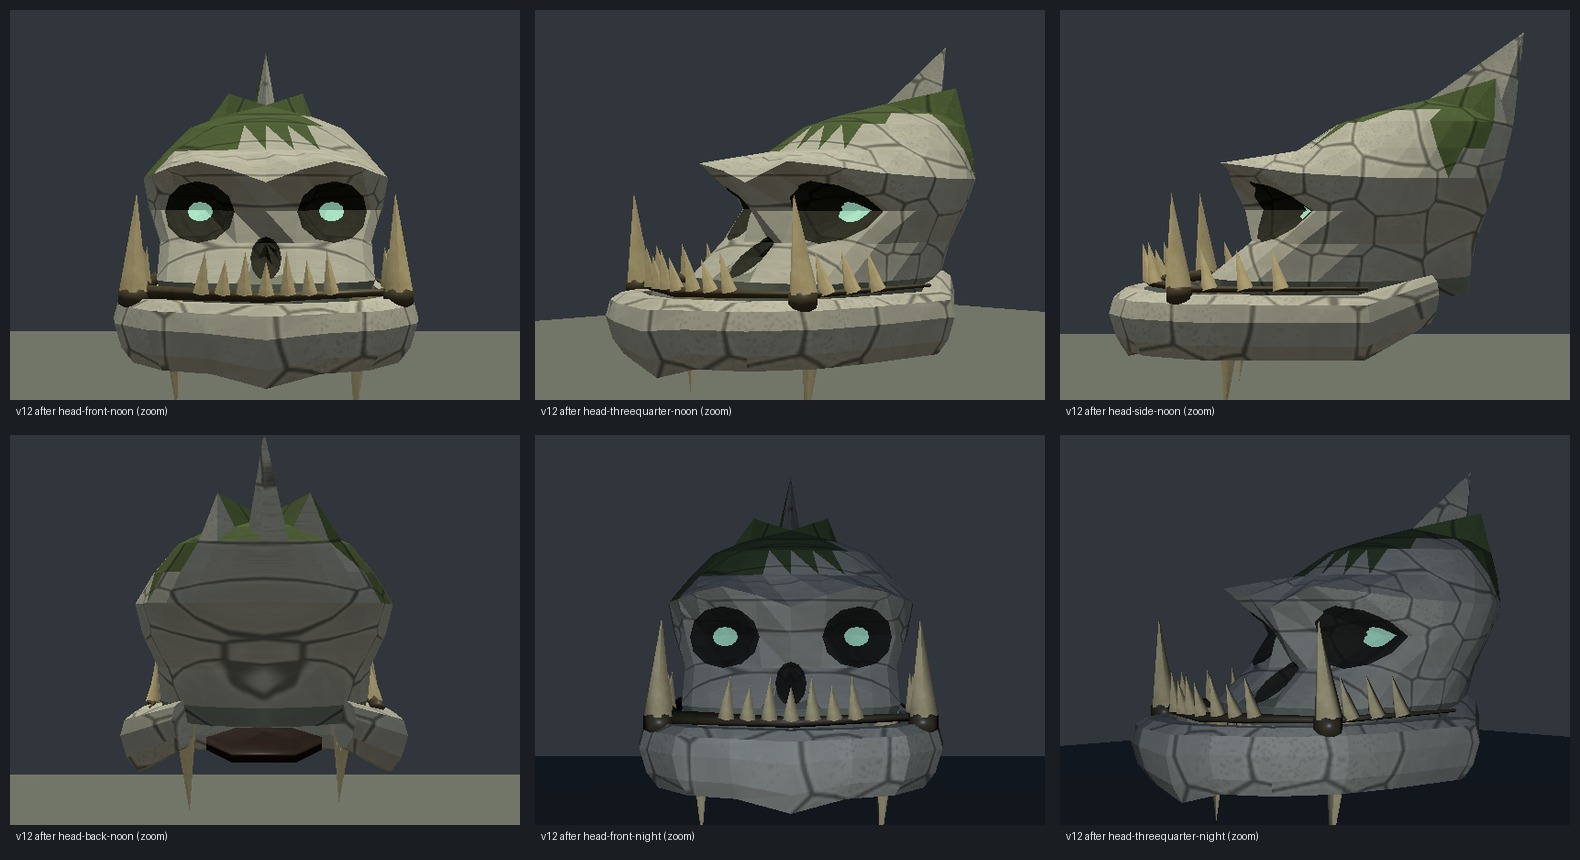 v12 after head-front-noon (zoom)
v12 after head-threequarter-noon (zoom)
v12 after head-side-noon (zoom)
v12 after head-back-noon (zoom)
v12 after head-front-night (zoom)
v12 after head-threequarter-night (zoom)